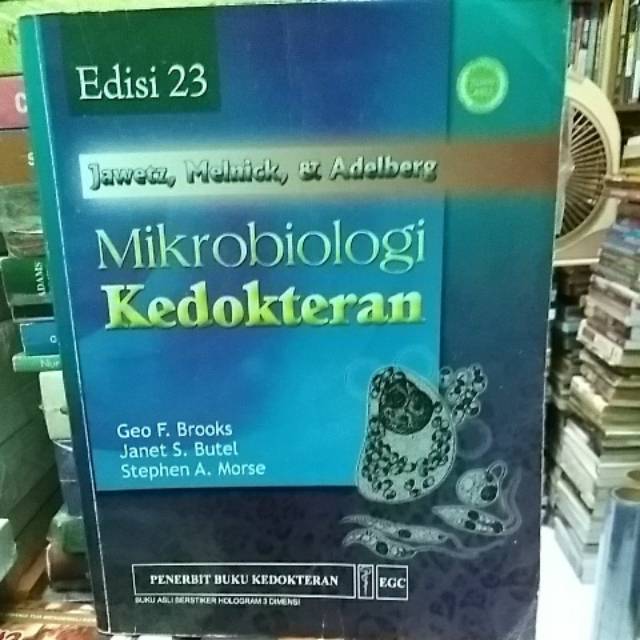 Edisi 23
Jawetz, Melnick, & Adelberg
Mikrobiologi
Kedokteran
Geo F. Brooks
Janet S. Butel
Stephen A. Morse
PENERBIT BUKU KEDOKTERAN
EGC
BUKU ASLI BERSTIKER HOLOGRAM 3 DIMENSI
ADAMS